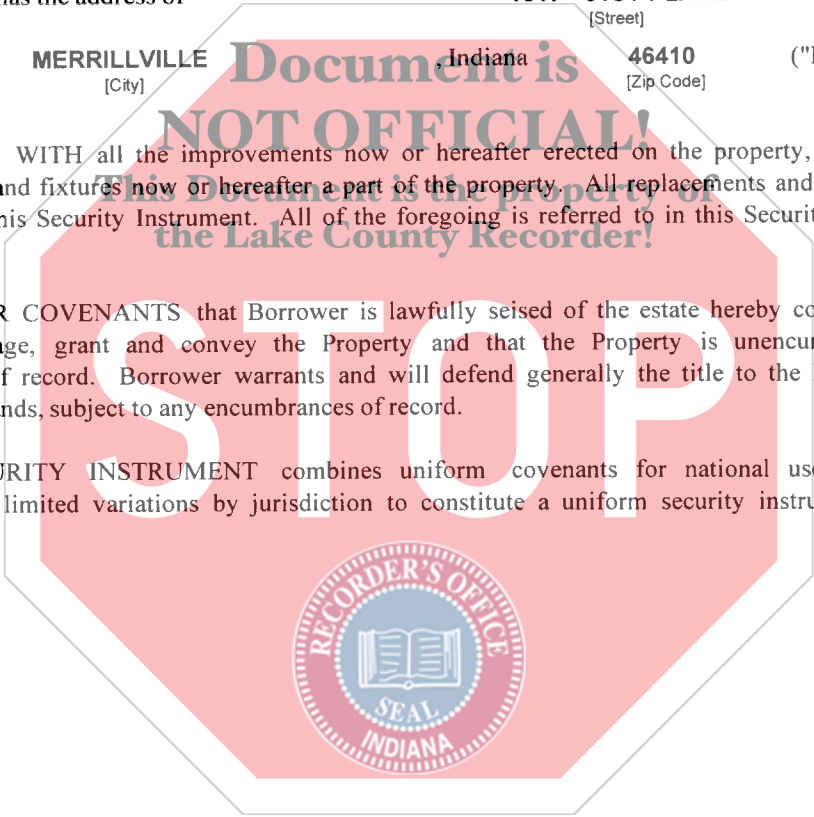 has the address of
[Street]
MERRILLVILLE , Indiana 46410 ("
[City] [Zip Code]
Document is
NOT OFFICIAL!
This Document is the property of
the Lake County Recorder!
WITH all the improvements now or hereafter erected on the property,
and fixtures now or hereafter a part of the property. All replacements and
his Security Instrument. All of the foregoing is referred to in this Securit
R COVENANTS that Borrower is lawfully seised of the estate hereby co
age, grant and convey the Property and that the Property is unencu
f record. Borrower warrants and will defend generally the title to the
nds, subject to any encumbrances of record.
URITY INSTRUMENT combines uniform covenants for national use
limited variations by jurisdiction to constitute a uniform security instru
STOP
RECORDER'S OFFICE
SEAL
INDIANA